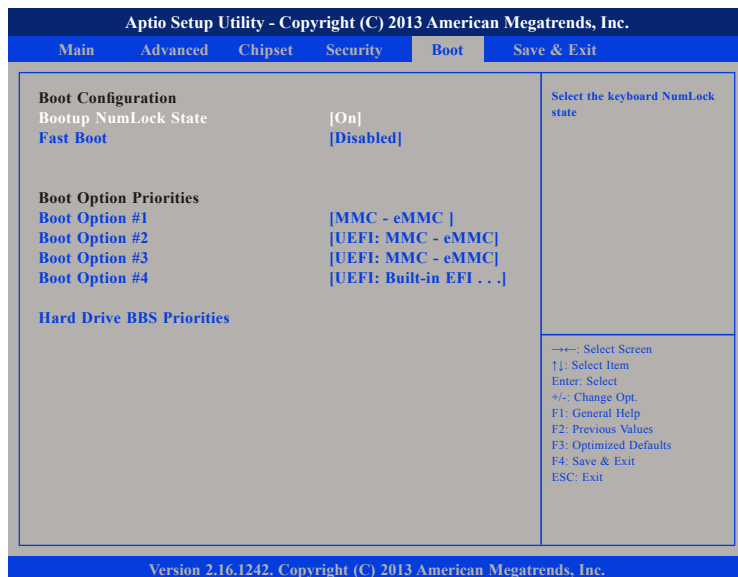 Aptio Setup Utility - Copyright (C) 2013 American Megatrends, Inc.
Main Advanced Chipset Security Boot Save & Exit
Boot Configuration
Bootup NumLock State [On]
Fast Boot [Disabled]
Boot Option Priorities
Boot Option #1 [MMC - eMMC ]
Boot Option #2 [UEFI: MMC - eMMC]
Boot Option #3 [UEFI: MMC - eMMC]
Boot Option #4 [UEFI: Built-in EFI . . .]
Hard Drive BBS Priorities
Select the keyboard NumLock
state
→←: Select Screen
↑↓: Select Item
Enter: Select
+/-: Change Opt.
F1: General Help
F2: Previous Values
F3: Optimized Defaults
F4: Save & Exit
ESC: Exit
Version 2.16.1242. Copyright (C) 2013 American Megatrends, Inc.